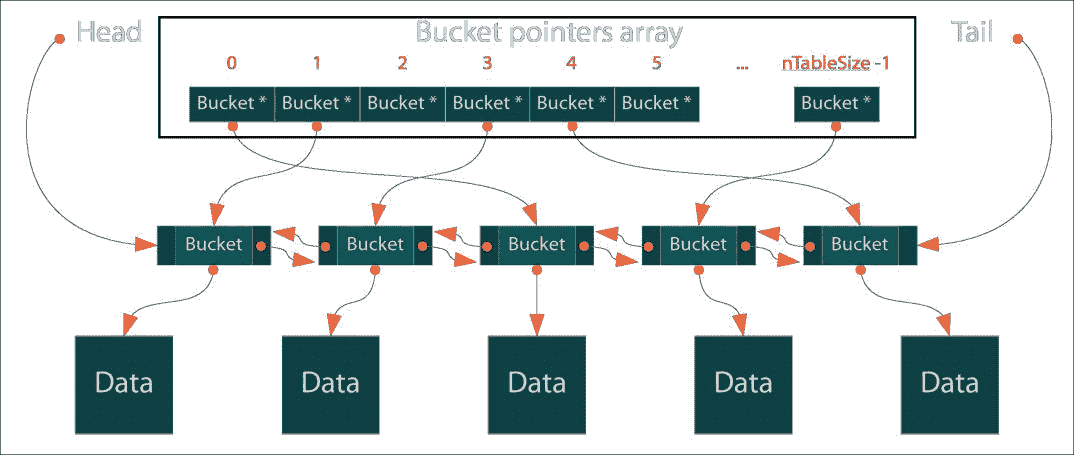 Head Bucket pointers array Tail
0 1 2 3 4 5 ... nTableSize -1
Bucket * Bucket * Bucket * Bucket * Bucket * Bucket * Bucket *
Bucket Bucket Bucket Bucket Bucket
Data Data Data Data Data